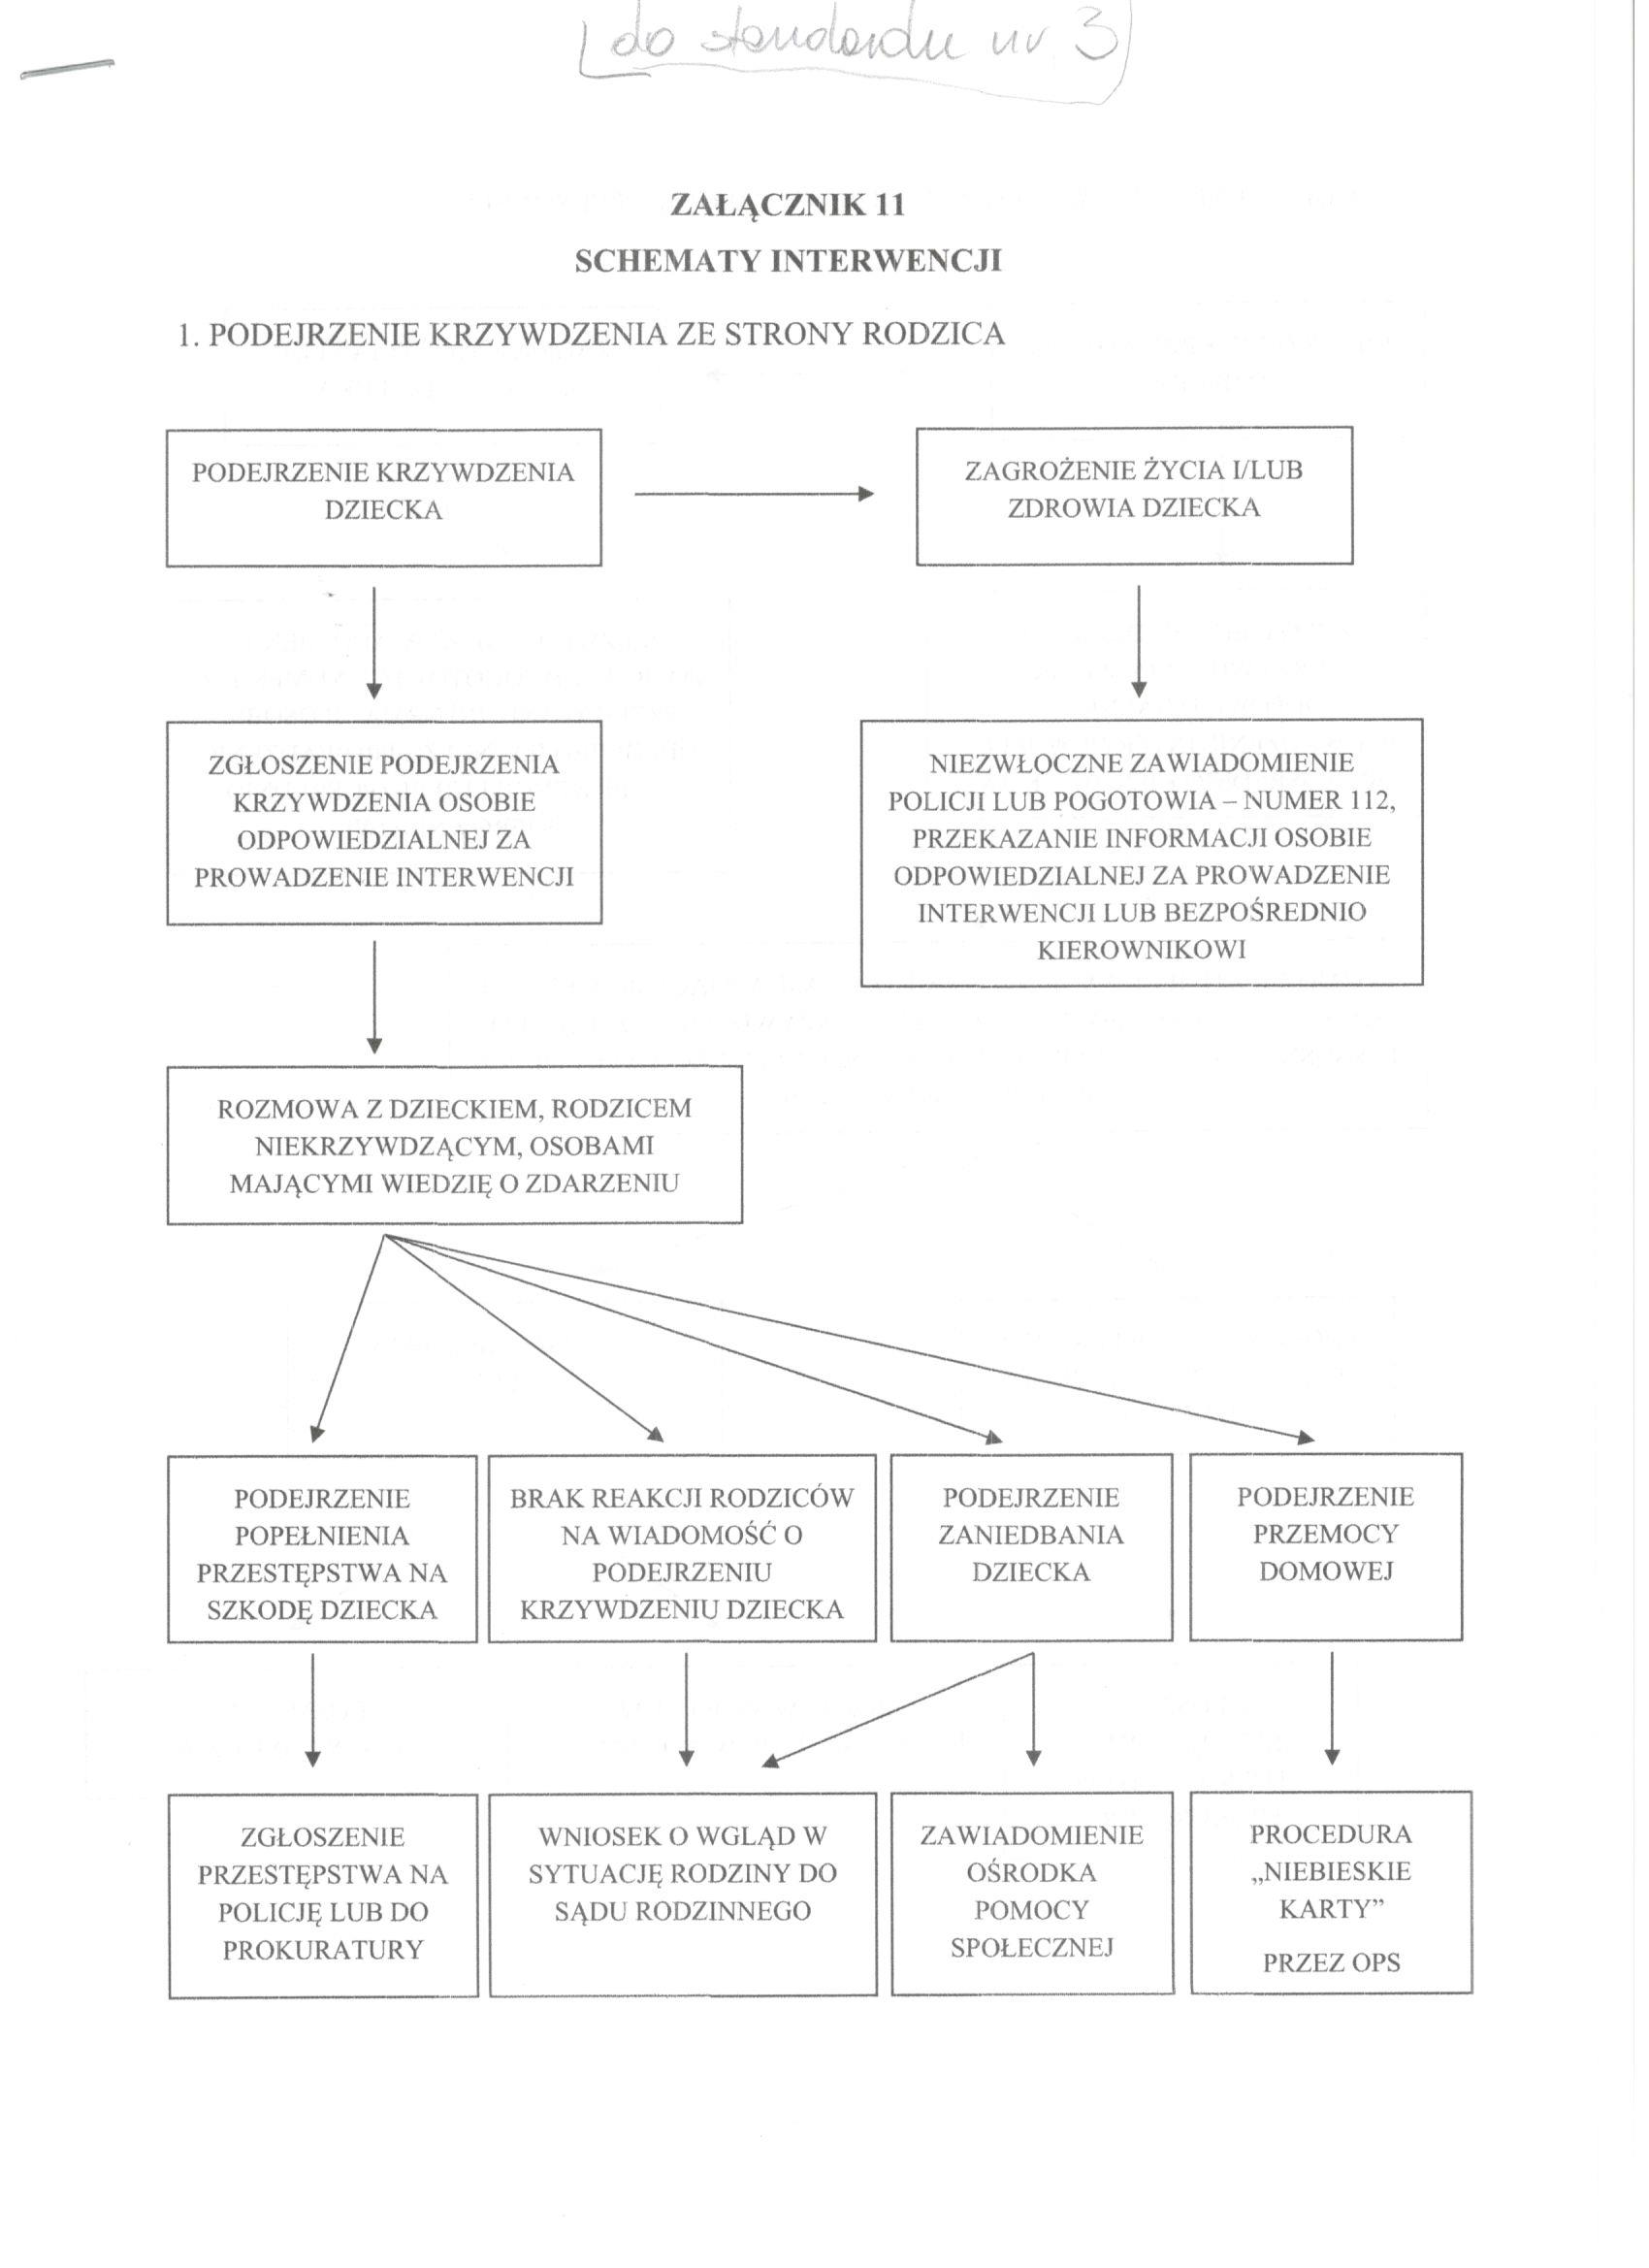 do standardu nr 3
ZAŁĄCZNIK 11
SCHEMATY INTERWENCJI
1. PODEJRZENIE KRZYWDZENIA ZE STRONY RODZICA
PODEJRZENIE KRZYWDZENIA
DZIECKA
ZAGROŻENIE ŻYCIA I/LUB
ZDROWIA DZIECKA
ZGŁOSZENIE PODEJRZENIA
KRZYWDZENIA OSOBIE
ODPOWIEDZIALNEJ ZA
PROWADZENIE INTERWENCJI
NIEZWŁOCZNE ZAWIADOMIENIE
POLICJI LUB POGOTOWIA – NUMER 112,
PRZEKAZANIE INFORMACJI OSOBIE
ODPOWIEDZIALNEJ ZA PROWADZENIE
INTERWENCJI LUB BEZPOŚREDNIO
KIEROWNIKOWI
ROZMOWA Z DZIECKIEM, RODZICEM
NIEKRZYWDZĄCYM, OSOBAMI
MAJĄCYMI WIEDZIĘ O ZDARZENIU
PODEJRZENIE
POPEŁNIENIA
PRZESTĘPSTWA NA
SZKODĘ DZIECKA
BRAK REAKCJI RODZICÓW
NA WIADOMOŚĆ O
PODEJRZENIU
KRZYWDZENIU DZIECKA
PODEJRZENIE
ZANIEDBANIA
DZIECKA
PODEJRZENIE
PRZEMOCY
DOMOWEJ
ZGŁOSZENIE
PRZESTĘPSTWA NA
POLICJĘ LUB DO
PROKURATURY
WNIOSEK O WGLĄD W
SYTUACJĘ RODZINY DO
SĄDU RODZINNEGO
ZAWIADOMIENIE
OŚRODKA
POMOCY
SPOŁECZNEJ
PROCEDURA
„NIEBIESKIE
KARTY”
PRZEZ OPS